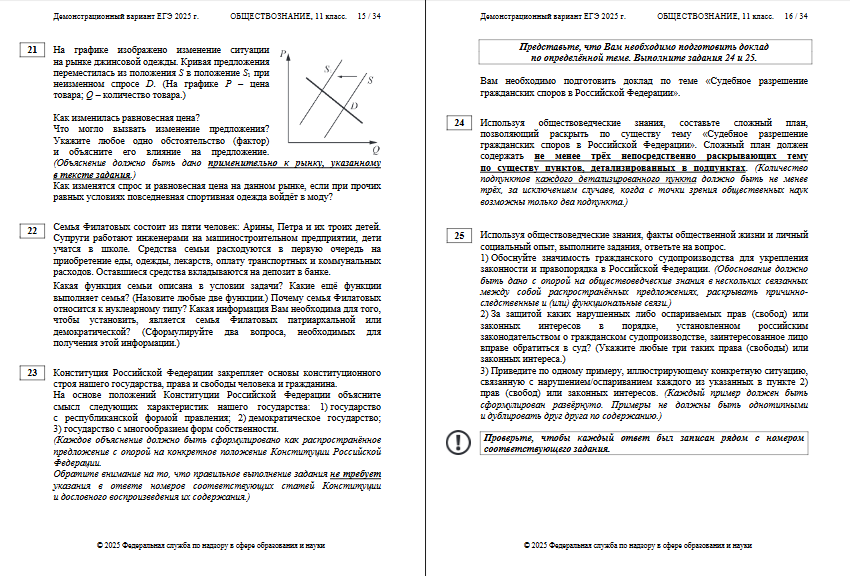 Демонстрационный вариант ЕГЭ 2025 г. ОБЩЕСТВОЗНАНИЕ, 11 класс. 15 / 34
21
На графике изображено изменение ситуации
на рынке джинсовой одежды. Кривая предложения
переместилась из положения S в положение S₁ при
неизменном спросе D. (На графике P – цена
товара; Q – количество товара.)
P
S₁
S
D
Q
Как изменилась равновесная цена?
Что могло вызвать изменение предложения?
Укажите любое одно обстоятельство (фактор)
и объясните его влияние на предложение.
(Объяснение должно быть дано применительно к рынку, указанному
в тексте задания.)
Как изменятся спрос и равновесная цена на данном рынке, если при прочих
равных условиях повседневная спортивная одежда войдёт в моду?
22
Семья Филатовых состоит из пяти человек: Арины, Петра и их троих детей.
Супруги работают инженерами на машиностроительном предприятии, дети
учатся в школе. Средства семьи расходуются в первую очередь на
приобретение еды, одежды, лекарств, оплату транспортных и коммунальных
расходов. Оставшиеся средства вкладываются на депозит в банке.
Какая функция семьи описана в условии задачи? Какие ещё функции
выполняет семья? (Назовите любые две функции.) Почему семья Филатовых
относится к нуклеарному типу? Какая информация Вам необходима для того,
чтобы установить, является семья Филатовых патриархальной или
демократической? (Сформулируйте два вопроса, необходимых для
получения этой информации.)
23
Конституция Российской Федерации закрепляет основы конституционного
строя нашего государства, права и свободы человека и гражданина.
На основе положений Конституции Российской Федерации объясните
смысл следующих характеристик нашего государства: 1) государство
с республиканской формой правления; 2) демократическое государство;
3) государство с многообразием форм собственности.
(Каждое объяснение должно быть сформулировано как распространённое
предложение с опорой на конкретное положение Конституции Российской
Федерации.
Обратите внимание на то, что правильное выполнение задания не требует
указания в ответе номеров соответствующих статей Конституции
и дословного воспроизведения их содержания.)
© 2025 Федеральная служба по надзору в сфере образования и науки
Демонстрационный вариант ЕГЭ 2025 г. ОБЩЕСТВОЗНАНИЕ, 11 класс. 16 / 34
Представьте, что Вам необходимо подготовить доклад
по определённой теме. Выполните задания 24 и 25.
Вам необходимо подготовить доклад по теме «Судебное разрешение
гражданских споров в Российской Федерации».
24
Используя обществоведческие знания, составьте сложный план,
позволяющий раскрыть по существу тему «Судебное разрешение
гражданских споров в Российской Федерации». Сложный план должен
содержать не менее трёх непосредственно раскрывающих тему
по существу пунктов, детализированных в подпунктах. (Количество
подпунктов каждого детализированного пункта должно быть не менее
трёх, за исключением случаев, когда с точки зрения общественных наук
возможны только два подпункта.)
25
Используя обществоведческие знания, факты общественной жизни и личный
социальный опыт, выполните задания, ответьте на вопрос.
1) Обоснуйте значимость гражданского судопроизводства для укрепления
законности и правопорядка в Российской Федерации. (Обоснование должно
быть дано с опорой на обществоведческие знания в нескольких связанных
между собой распространённых предложениях, раскрывать причинно-
следственные и (или) функциональные связи.)
2) За защитой каких нарушенных либо оспариваемых прав (свобод) или
законных интересов в порядке, установленном российским
законодательством о гражданском судопроизводстве, заинтересованное лицо
вправе обратиться в суд? (Укажите любые три таких права (свободы) или
законных интереса.)
3) Приведите по одному примеру, иллюстрирующему конкретную ситуацию,
связанную с нарушением/оспариванием каждого из указанных в пункте 2)
прав (свобод) или законных интересов. (Каждый пример должен быть
сформулирован развёрнуто. Примеры не должны быть однотипными
и дублировать друг друга по содержанию.)
Проверьте, чтобы каждый ответ был записан рядом с номером
соответствующего задания.
© 2025 Федеральная служба по надзору в сфере образования и науки